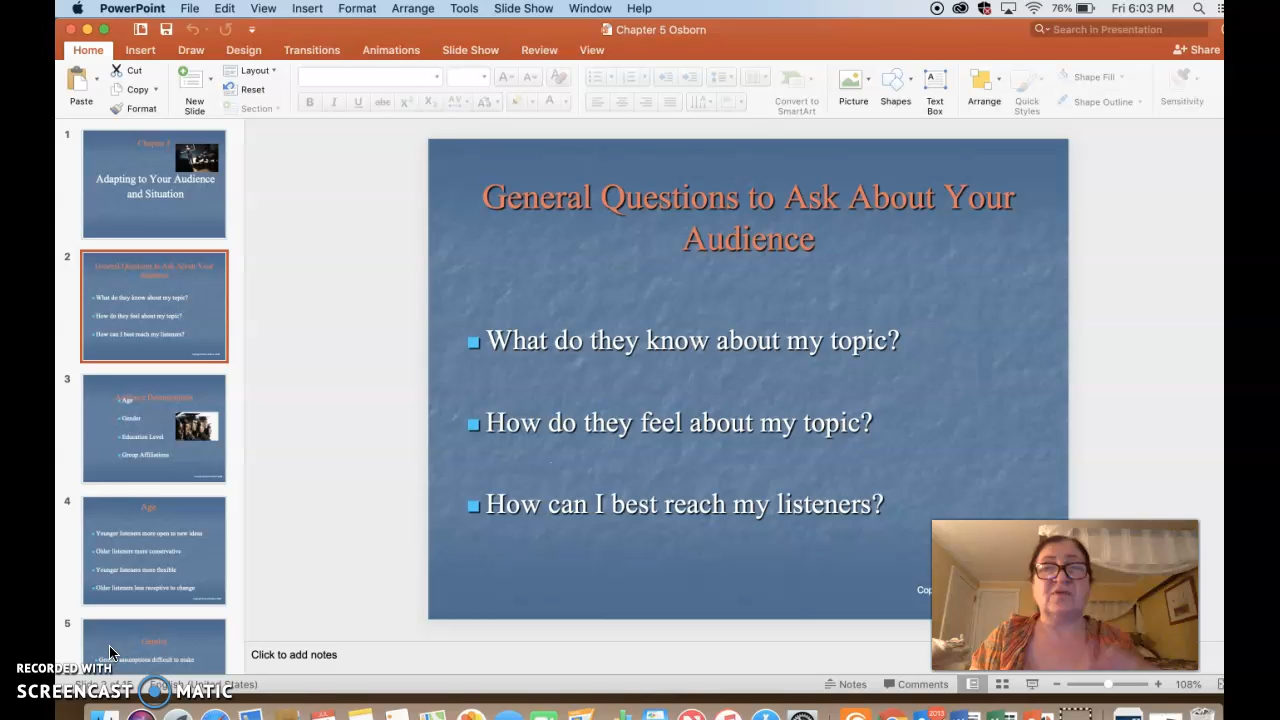 PowerPoint File Edit View Insert Format Arrange Tools Slide Show Window Help 76% Fri 6:03 PM
Chapter 5 Osborn Search in Presentation
Home Insert Draw Design Transitions Animations Slide Show Review View Share
Paste Cut Copy Format New Slide Layout Reset Section Convert to SmartArt Picture Shapes Text Box Arrange Quick Styles Shape Fill Shape Outline Sensitivity
1
Chapter
Adapting to Your Audience
and Situation
2
General Questions to Ask About Your
Audience
What do they know about my topic?
How do they feel about my topic?
How can I best reach my listeners?
3
Age
Gender
Education Level
Group Affiliations
4
Age
Younger listeners more open to new ideas
Older listeners more conservative
Younger listeners more flexible
Older listeners less receptive to change
5
Gender
assumptions difficult to make
General Questions to Ask About Your
Audience
What do they know about my topic?
How do they feel about my topic?
How can I best reach my listeners?
Cop
Click to add notes
English (United States) Notes Comments 108%
RECORDED WITH
SCREENCAST MATIC